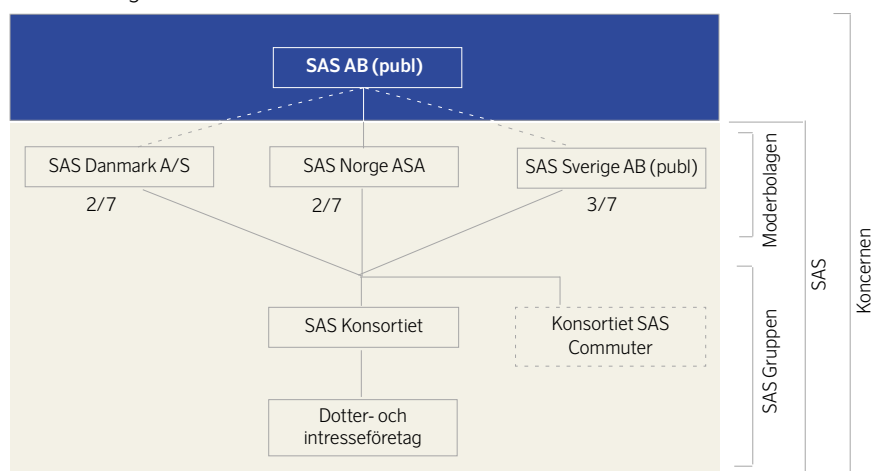 SAS AB (publ)
SAS Danmark A/S
SAS Norge ASA
SAS Sverige AB (publ)
2/7
2/7
3/7
Moderbolagen
SAS
Koncernen
SAS Konsortiet
Konsortiet SAS
Commuter
SAS Gruppen
Dotter- och
intresseföretag